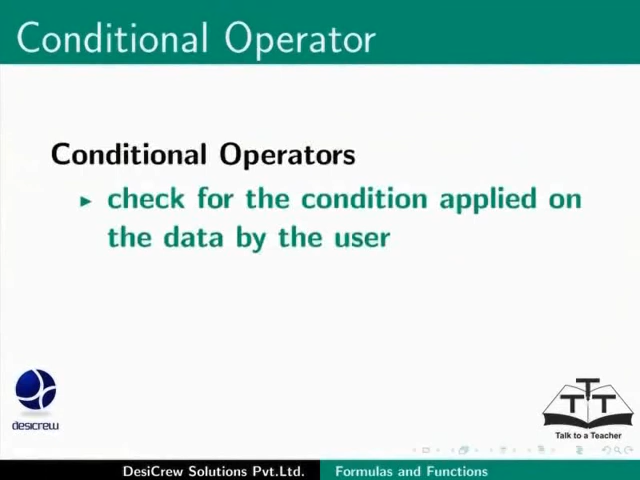 Conditional Operator
Conditional Operators
check for the condition applied on
the data by the user
desicrew
TTT
Talk to a Teacher
DesiCrew Solutions Pvt.Ltd. Formulas and Functions